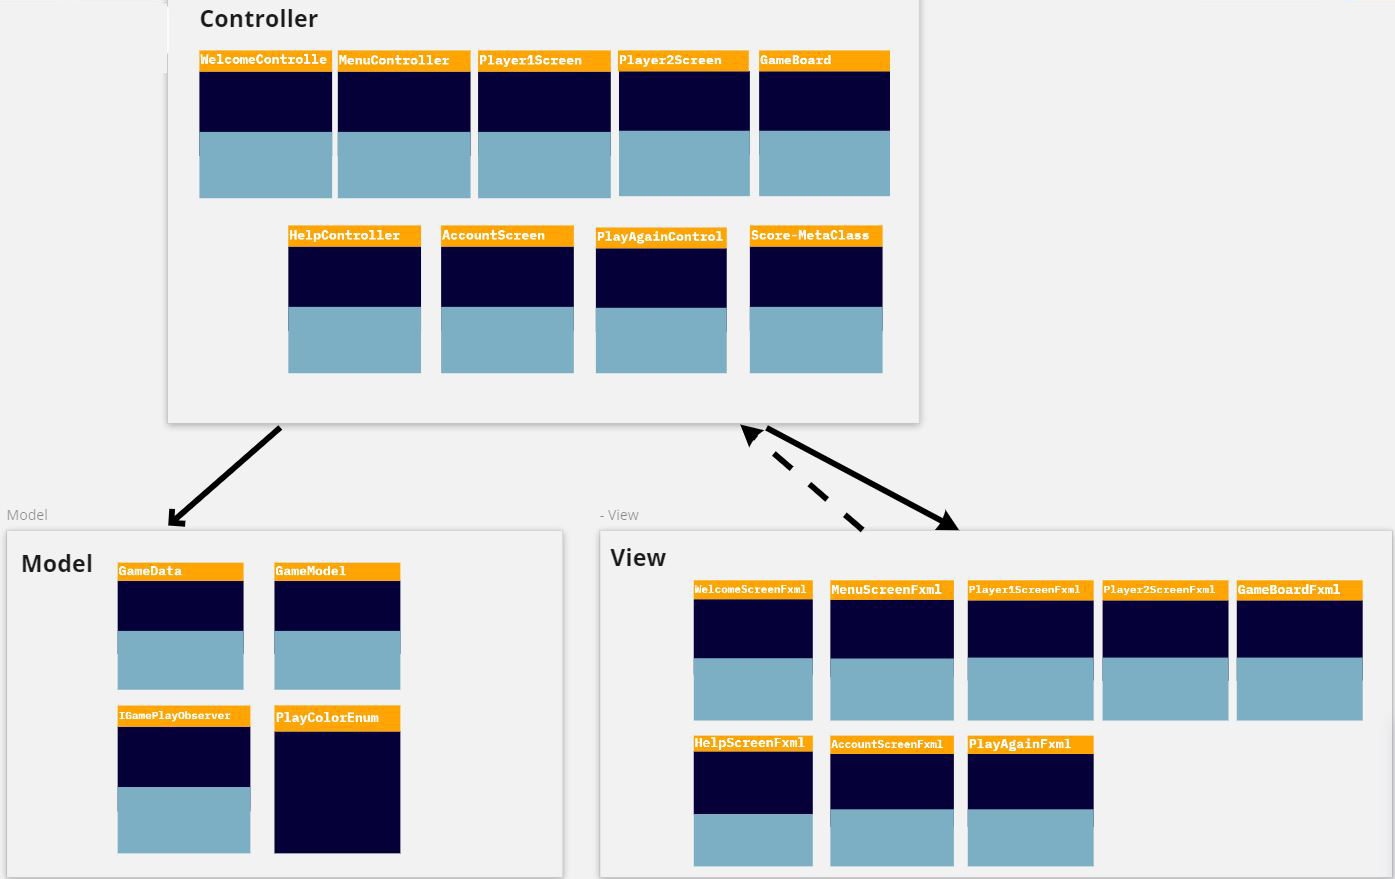 Controller
WelcomeControlle
MenuController
Player1Screen
Player2Screen
GameBoard
HelpController
AccountScreen
PlayAgainControl
Score-MetaClass
Model
Model
GameData
GameModel
IGamePlayObserver
PlayColorEnum
- View
View
WelcomeScreenFxml
MenuScreenFxml
Player1ScreenFxml
Player2ScreenFxml
GameBoardFxml
HelpScreenFxml
AccountScreenFxml
PlayAgainFxml